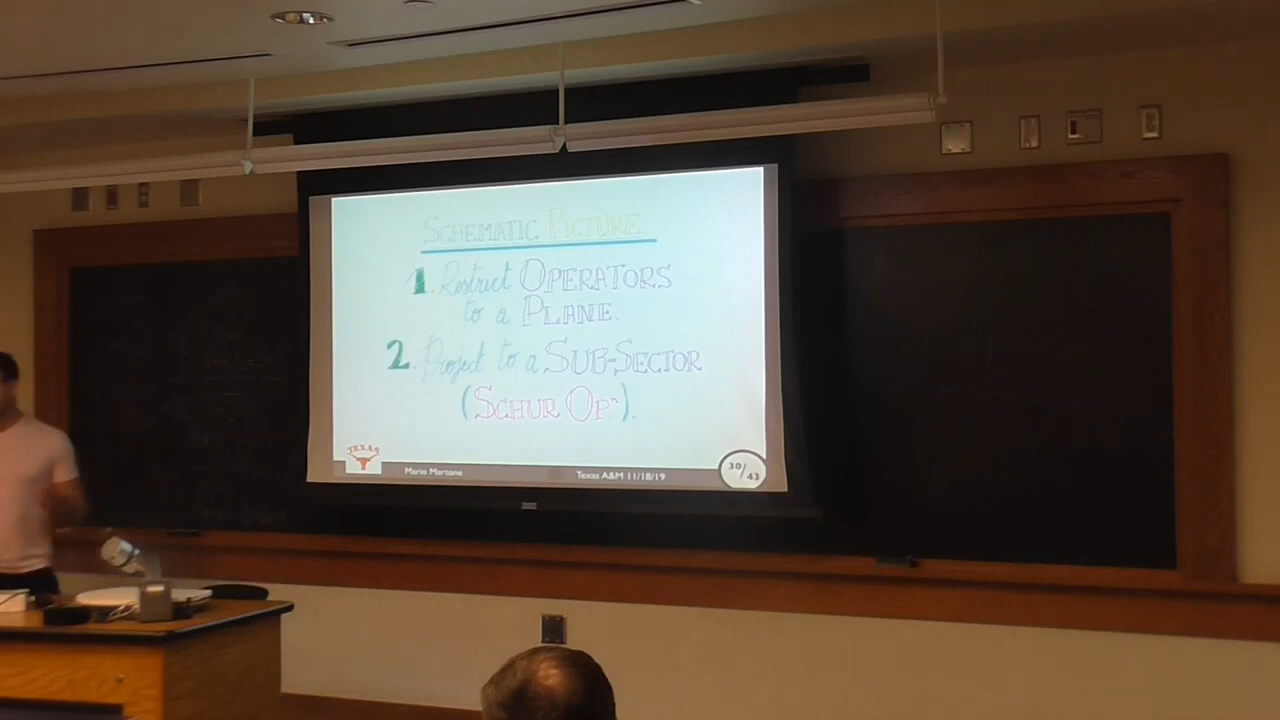 SCHEMATIC PICTURE
1. Restrict OPERATORS
to a PLANE.
2. Project to a SUB-SECTOR
(SCHUR Opⁿ).
TEXAS
Mario Martone
Texas A&M 11/18/19
30/43